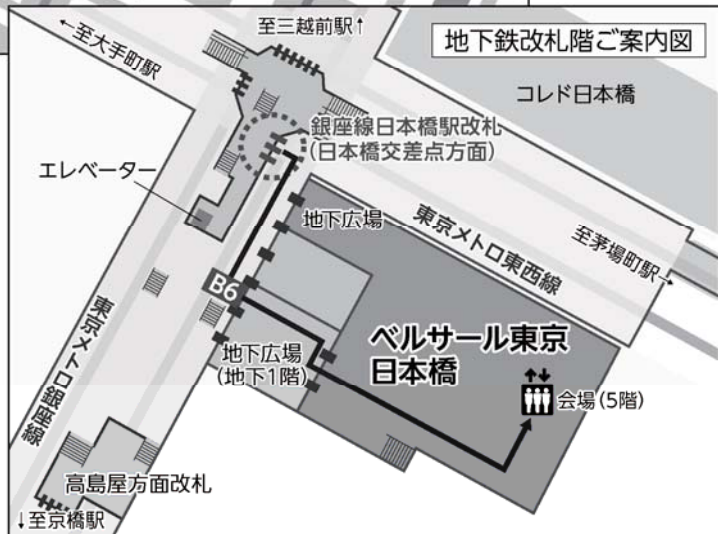 至三越前駅↑
←至大手町駅
地下鉄改札階ご案内図
コレド日本橋
銀座線日本橋駅改札
(日本橋交差点方面)
エレベーター
地下広場
東京メトロ東西線
至茅場町駅→
B6
東京メトロ銀座線
地下広場
(地下1階)
ベルサール東京
日本橋
会場(5階)
高島屋方面改札
↓至京橋駅